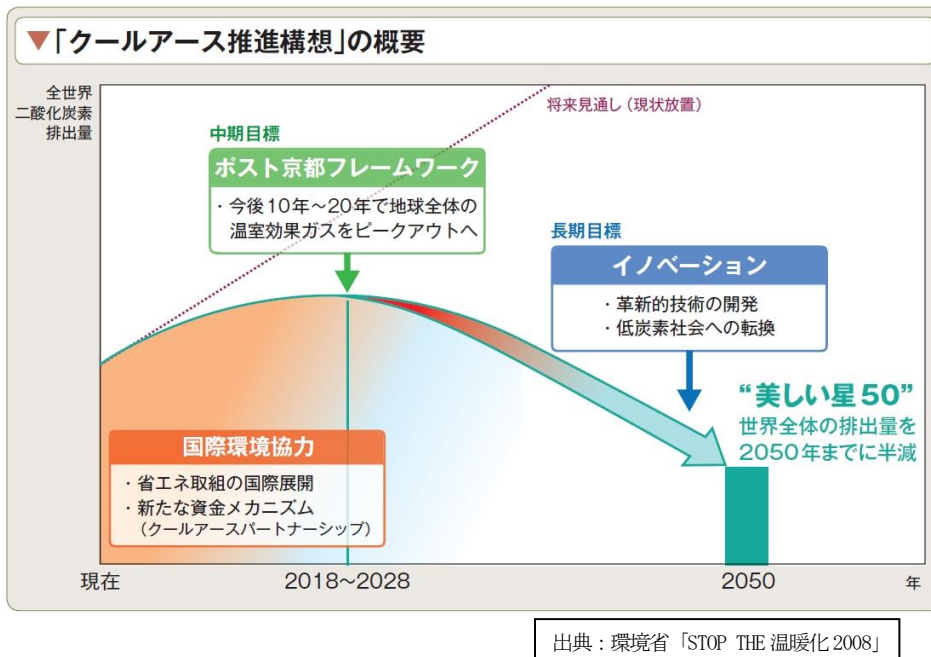 ▼「クールアース推進構想」の概要
全世界
二酸化炭素
排出量
将来見通し(現状放置)
中期目標
ポスト京都フレームワーク
・今後10年～20年で地球全体の
温室効果ガスをピークアウトへ
長期目標
イノベーション
・革新的技術の開発
・低炭素社会への転換
“美しい星50”
世界全体の排出量を
2050年までに半減
国際環境協力
・省エネ取組の国際展開
・新たな資金メカニズム
(クールアースパートナーシップ)
現在
2018～2028
2050
年
出典：環境省「STOP THE 温暖化 2008」